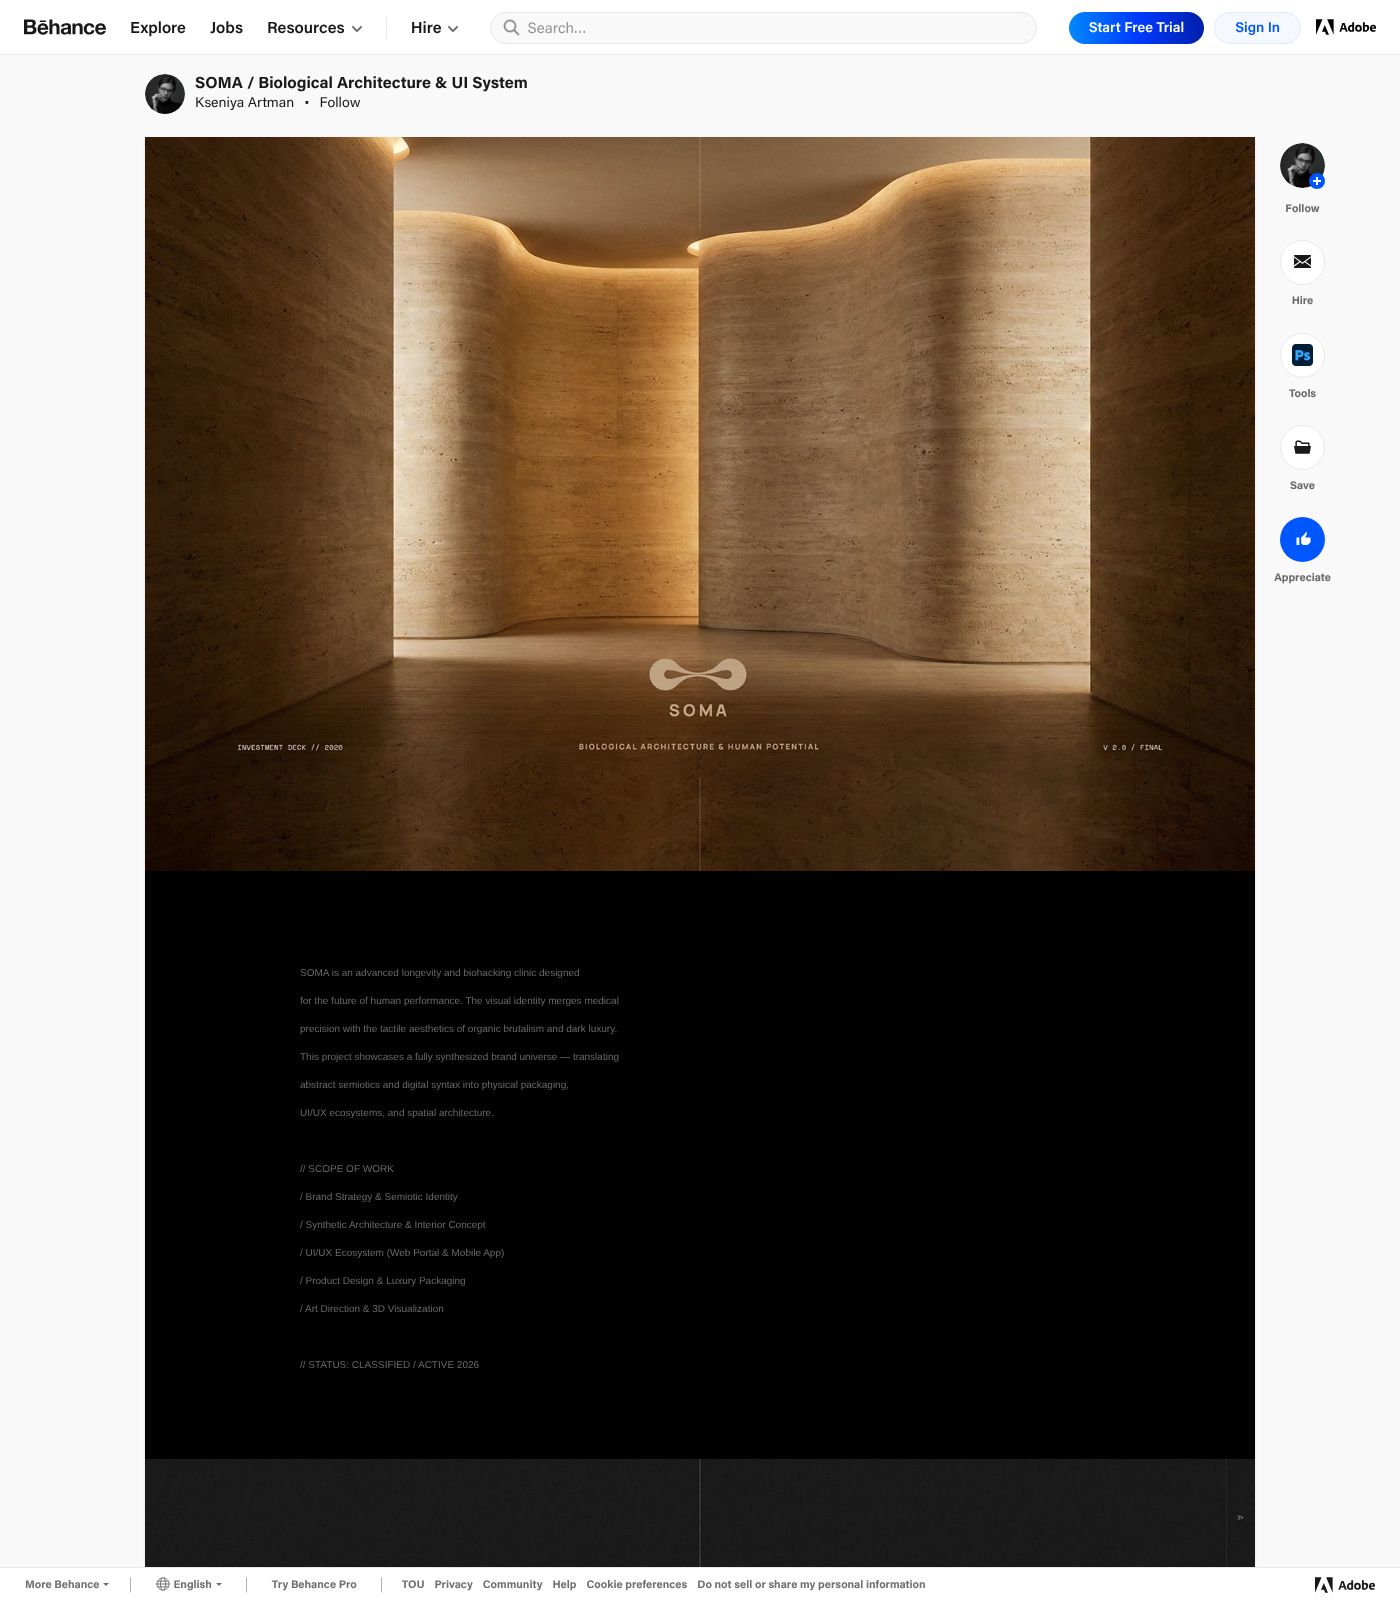 Bēhance
Explore
Jobs
Resources
Hire
Search...
Start Free Trial
Sign In
Adobe
SOMA / Biological Architecture & UI System
Kseniya Artman • Follow
Follow
Hire
Ps
Tools
Save
Appreciate
SOMA
INVESTMENT DECK // 2026
BIOLOGICAL ARCHITECTURE & HUMAN POTENTIAL
V 2.0 / FINAL
SOMA is an advanced longevity and biohacking clinic designed
for the future of human performance. The visual identity merges medical
precision with the tactile aesthetics of organic brutalism and dark luxury.
This project showcases a fully synthesized brand universe — translating
abstract semiotics and digital syntax into physical packaging,
UI/UX ecosystems, and spatial architecture.
// SCOPE OF WORK
/ Brand Strategy & Semiotic Identity
/ Synthetic Architecture & Interior Concept
/ UI/UX Ecosystem (Web Portal & Mobile App)
/ Product Design & Luxury Packaging
/ Art Direction & 3D Visualization
// STATUS: CLASSIFIED / ACTIVE 2026
More Behance
English
Try Behance Pro
TOU
Privacy
Community
Help
Cookie preferences
Do not sell or share my personal information
Adobe